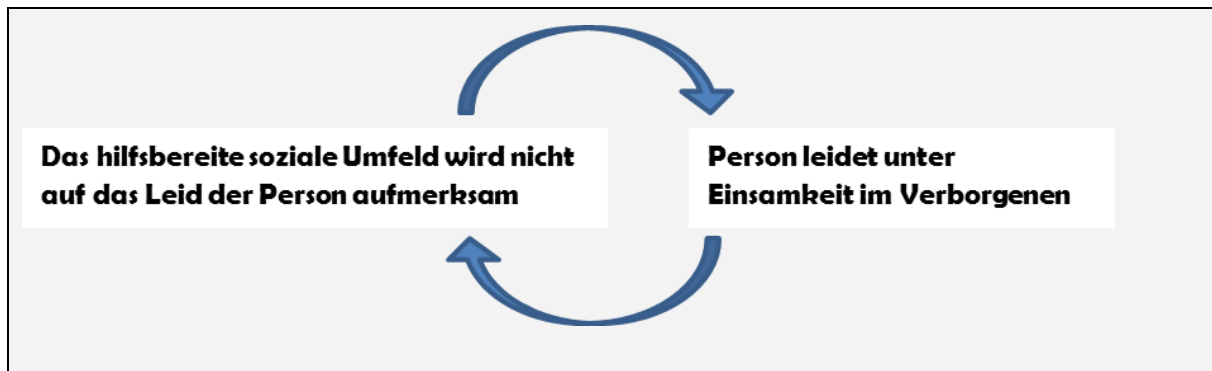 Das hilfsbereite soziale Umfeld wird nicht
auf das Leid der Person aufmerksam
Person leidet unter
Einsamkeit im Verborgenen